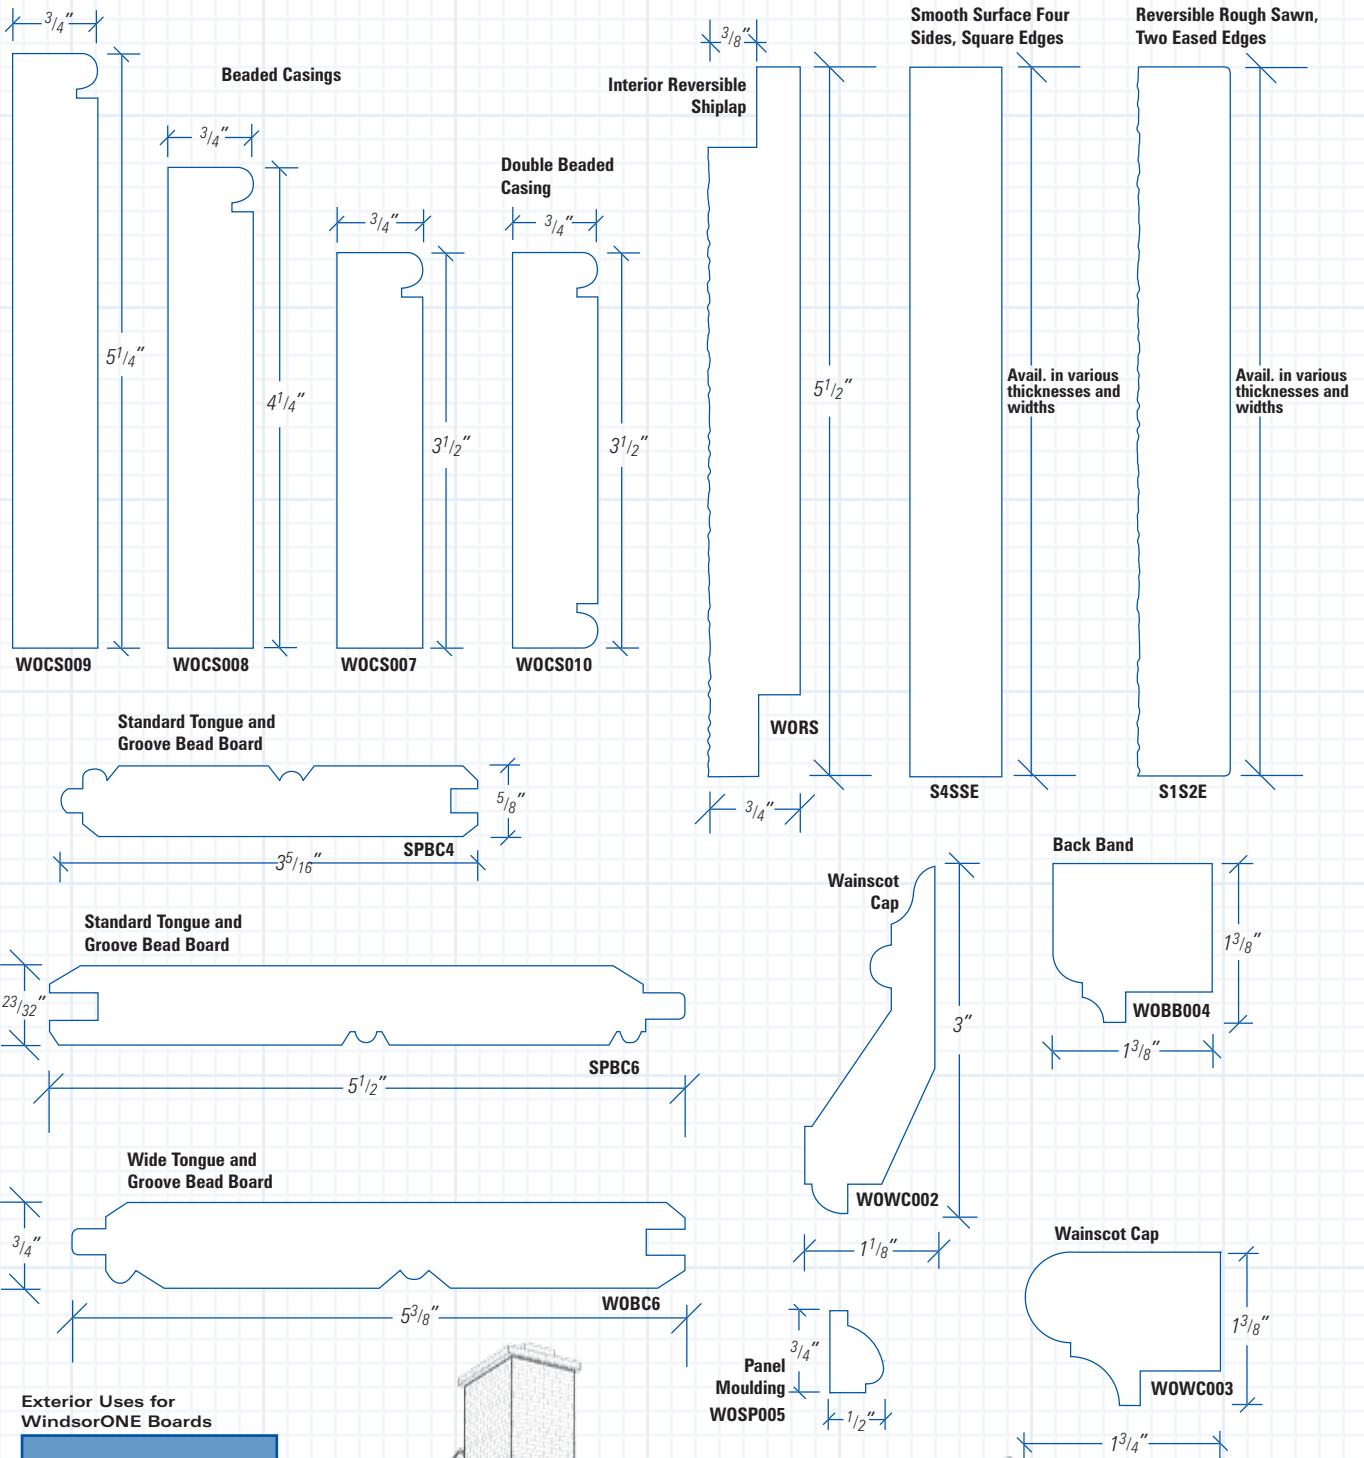 3/4"
Beaded Casings
5 1/4"
WOCS009
3/4"
4 1/4"
WOCS008
3/4"
3 1/2"
WOCS007
Double Beaded
Casing
3/4"
3 1/2"
WOCS010
3/8"
Interior Reversible
Shiplap
5 1/2"
WORS
3/4"
Smooth Surface Four
Sides, Square Edges
Avail. in various
thicknesses and
widths
S4SSE
Reversible Rough Sawn,
Two Eased Edges
Avail. in various
thicknesses and
widths
S1S2E
Standard Tongue and
Groove Bead Board
5/8"
SPBC4
3 5/16"
Standard Tongue and
Groove Bead Board
23/32"
SPBC6
5 1/2"
Wide Tongue and
Groove Bead Board
3/4"
WOBC6
5 3/8"
Wainscot
Cap
3"
WOWC002
1 1/8"
Back Band
1 3/8"
WOBB004
1 3/8"
Panel
Moulding
WOSP005
3/4"
1/2"
Wainscot Cap
1 3/8"
WOWC003
1 3/4"
Exterior Uses for
WindsorONE Boards